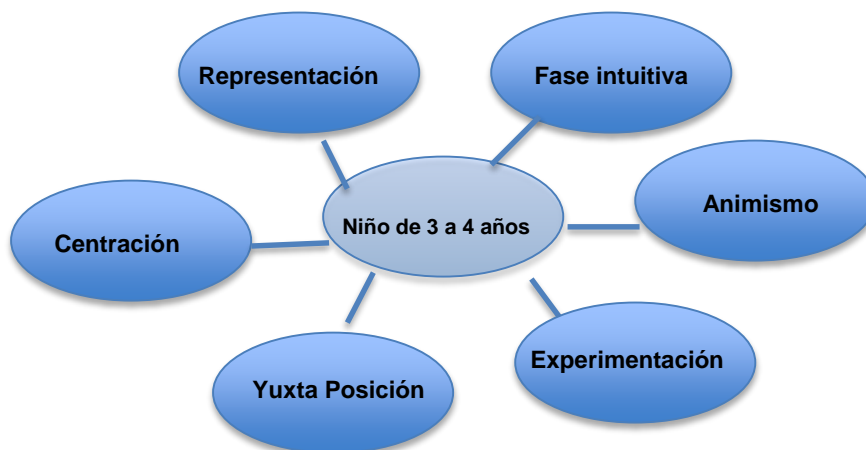 Representación
Fase intuitiva
Animismo
Niño de 3 a 4 años
Centración
Experimentación
Yuxta Posición